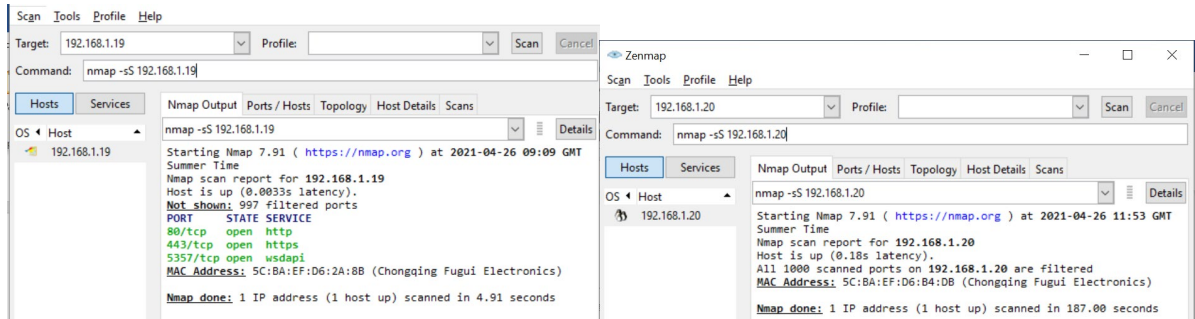 Scan Tools Profile Help
Target: 192.168.1.19 Profile: Scan Cancel
Command: nmap -sS 192.168.1.19
Hosts Services
Nmap Output Ports / Hosts Topology Host Details Scans
OS Host
nmap -sS 192.168.1.19 Details
192.168.1.19
Starting Nmap 7.91 ( https://nmap.org ) at 2021-04-26 09:09 GMT
Summer Time
Nmap scan report for 192.168.1.19
Host is up (0.0033s latency).
Not shown: 997 filtered ports
PORT STATE SERVICE
80/tcp open http
443/tcp open https
5357/tcp open wsdapi
MAC Address: 5C:BA:EF:D6:2A:8B (Chongqing Fugui Electronics)
Nmap done: 1 IP address (1 host up) scanned in 4.91 seconds
Zenmap
Scan Tools Profile Help
Target: 192.168.1.20 Profile: Scan Cancel
Command: nmap -sS 192.168.1.20
Hosts Services
Nmap Output Ports / Hosts Topology Host Details Scans
OS Host
nmap -sS 192.168.1.20 Details
192.168.1.20
Starting Nmap 7.91 ( https://nmap.org ) at 2021-04-26 11:53 GMT
Summer Time
Nmap scan report for 192.168.1.20
Host is up (0.18s latency).
All 1000 scanned ports on 192.168.1.20 are filtered
MAC Address: 5C:BA:EF:D6:B4:DB (Chongqing Fugui Electronics)
Nmap done: 1 IP address (1 host up) scanned in 187.00 seconds